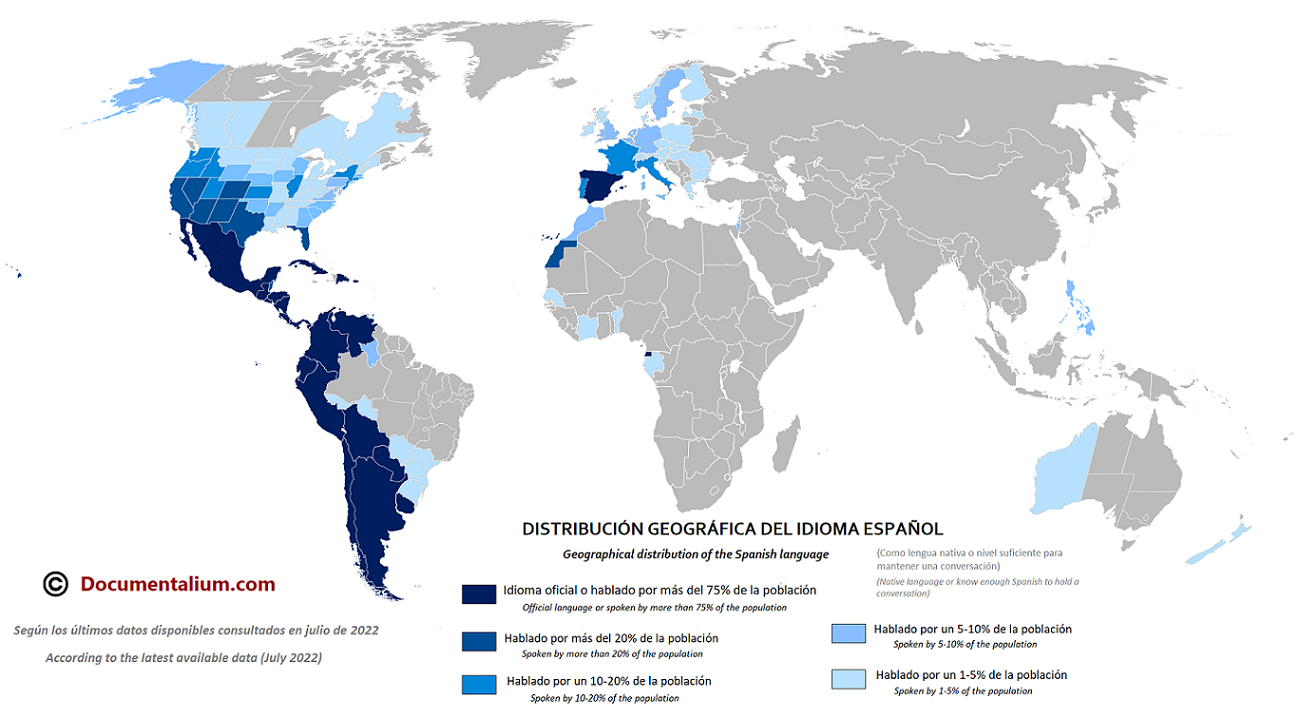 DISTRIBUCIÓN GEOGRÁFICA DEL IDIOMA ESPAÑOL
Geographical distribution of the Spanish language
(Como lengua nativa o nivel suficiente para
mantener una conversación)
(Native language or know enough Spanish to hold a
conversation)
© Documentalium.com
Según los últimos datos disponibles consultados en julio de 2022
According to the latest available data (July 2022)
Idioma oficial o hablado por más del 75% de la población
Official language or spoken by more than 75% of the population
Hablado por más del 20% de la población
Spoken by more than 20% of the population
Hablado por un 10-20% de la población
Spoken by 10-20% of the population
Hablado por un 5-10% de la población
Spoken by 5-10% of the population
Hablado por un 1-5% de la población
Spoken by 1-5% of the population